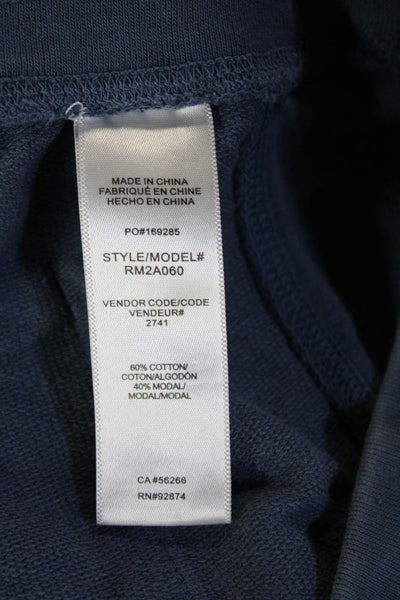 MADE IN CHINA
FABRIQUÉ EN CHINE
HECHO EN CHINA
PO#169285
STYLE/MODEL#
RM2A060
VENDOR CODE/CODE
VENDEUR#
2741
60% COTTON/
COTON/ALGODÓN
40% MODAL/
MODAL/MODAL
CA#56266
RN#92874